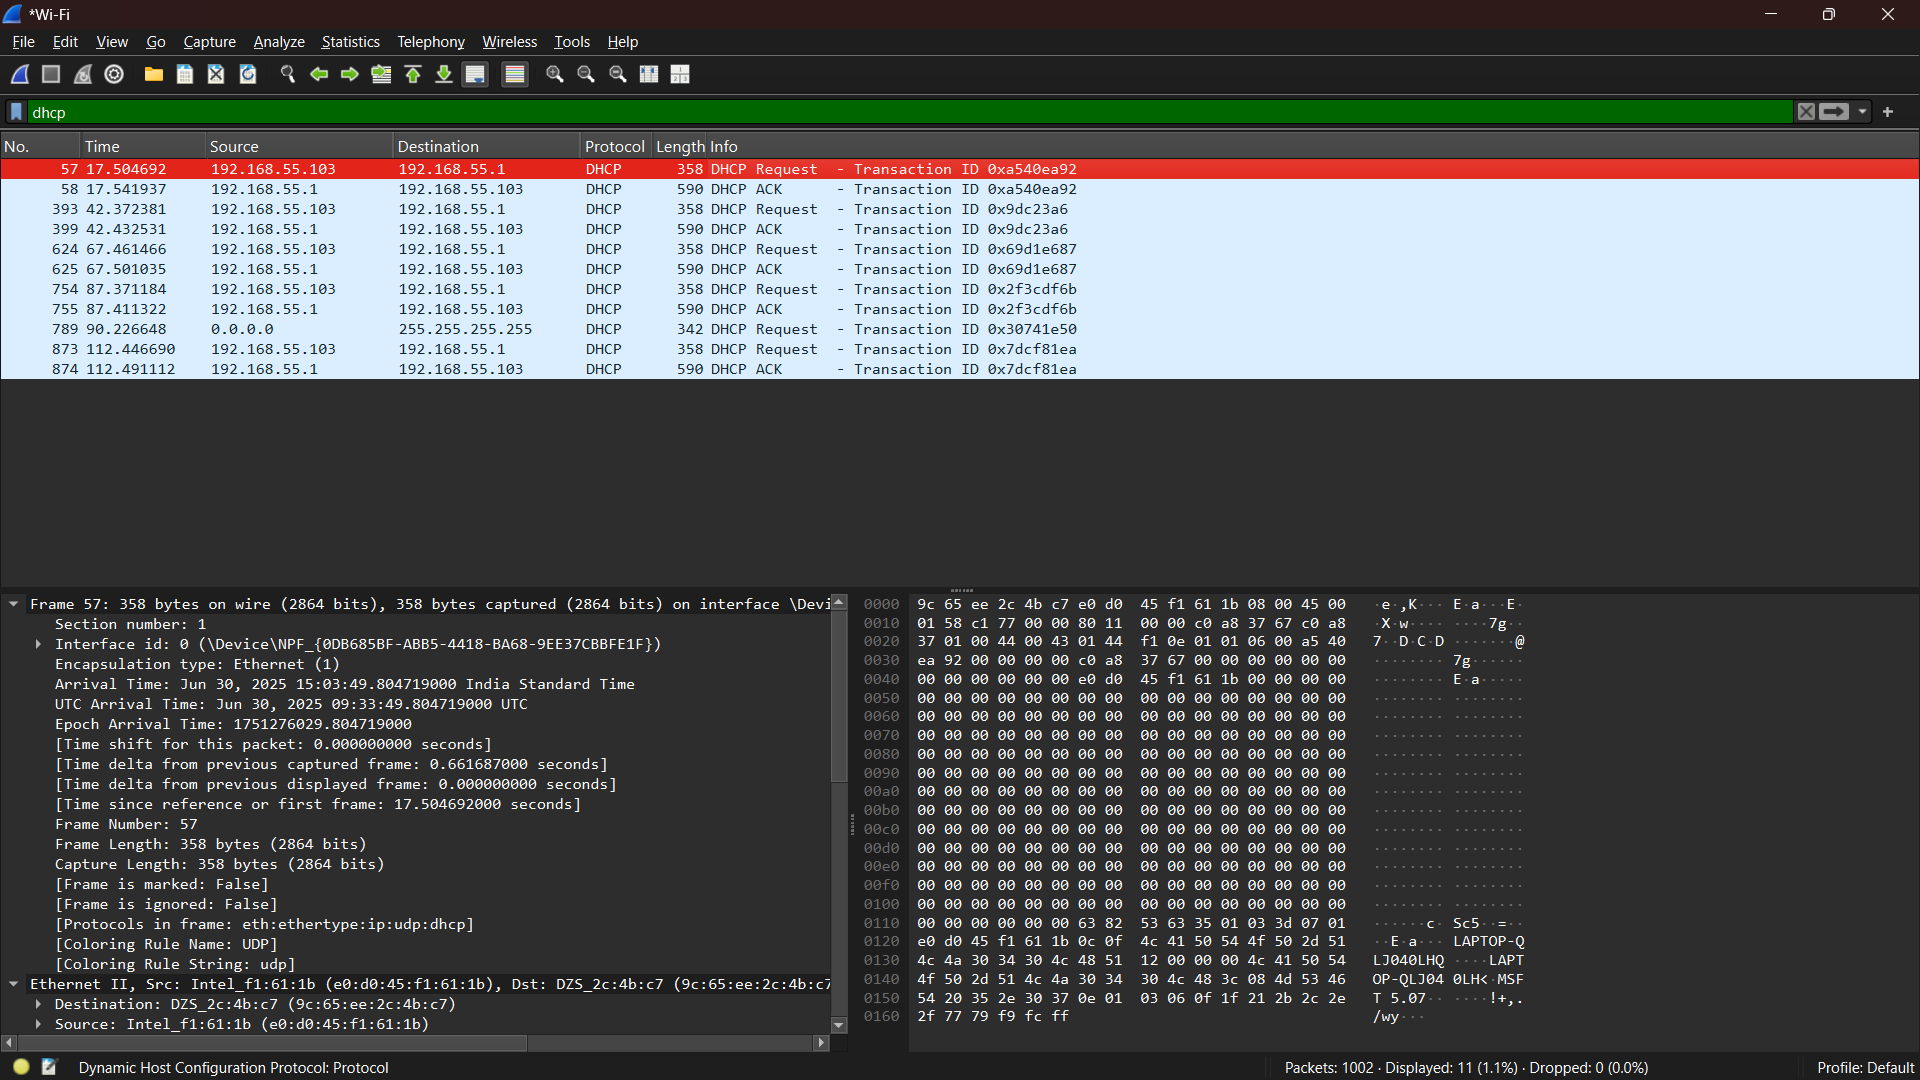 *Wi-Fi
File Edit View Go Capture Analyze Statistics Telephony Wireless Tools Help
dhcp
No. Time Source Destination Protocol Length Info
57 17.504692 192.168.55.103 192.168.55.1 DHCP 358 DHCP Request - Transaction ID 0xa540ea92
58 17.541937 192.168.55.1 192.168.55.103 DHCP 590 DHCP ACK - Transaction ID 0xa540ea92
393 42.372381 192.168.55.103 192.168.55.1 DHCP 358 DHCP Request - Transaction ID 0x9dc23a6
399 42.432531 192.168.55.1 192.168.55.103 DHCP 590 DHCP ACK - Transaction ID 0x9dc23a6
624 67.461466 192.168.55.103 192.168.55.1 DHCP 358 DHCP Request - Transaction ID 0x69d1e687
625 67.501035 192.168.55.1 192.168.55.103 DHCP 590 DHCP ACK - Transaction ID 0x69d1e687
754 87.371184 192.168.55.103 192.168.55.1 DHCP 358 DHCP Request - Transaction ID 0x2f3cdf6b
755 87.411322 192.168.55.1 192.168.55.103 DHCP 590 DHCP ACK - Transaction ID 0x2f3cdf6b
789 90.226648 0.0.0.0 255.255.255.255 DHCP 342 DHCP Request - Transaction ID 0x30741e50
873 112.446690 192.168.55.103 192.168.55.1 DHCP 358 DHCP Request - Transaction ID 0x7dcf81ea
874 112.491112 192.168.55.1 192.168.55.103 DHCP 590 DHCP ACK - Transaction ID 0x7dcf81ea
Frame 57: 358 bytes on wire (2864 bits), 358 bytes captured (2864 bits) on interface \Devi
Section number: 1
Interface id: 0 (\Device\NPF_{0DB685BF-ABB5-4418-BA68-9EE37CBBFE1F})
Encapsulation type: Ethernet (1)
Arrival Time: Jun 30, 2025 15:03:49.804719000 India Standard Time
UTC Arrival Time: Jun 30, 2025 09:33:49.804719000 UTC
Epoch Arrival Time: 1751276029.804719000
[Time shift for this packet: 0.000000000 seconds]
[Time delta from previous captured frame: 0.661687000 seconds]
[Time delta from previous displayed frame: 0.000000000 seconds]
[Time since reference or first frame: 17.504692000 seconds]
Frame Number: 57
Frame Length: 358 bytes (2864 bits)
Capture Length: 358 bytes (2864 bits)
[Frame is marked: False]
[Frame is ignored: False]
[Protocols in frame: eth:ethertype:ip:udp:dhcp]
[Coloring Rule Name: UDP]
[Coloring Rule String: udp]
Ethernet II, Src: Intel_f1:61:1b (e0:d0:45:f1:61:1b), Dst: DZS_2c:4b:c7 (9c:65:ee:2c:4b:c7
Destination: DZS_2c:4b:c7 (9c:65:ee:2c:4b:c7)
Source: Intel_f1:61:1b (e0:d0:45:f1:61:1b)
0000 9c 65 ee 2c 4b c7 e0 d0 45 f1 61 1b 08 00 45 00 ·e·,K··· E·a···E·
0010 01 58 c1 77 00 00 80 11 00 00 c0 a8 37 67 c0 a8 ·X·w···· ····7g··
0020 37 01 00 44 00 43 01 44 f1 0e 01 01 06 00 a5 40 7··D·C·D ·······@
0030 ea 92 00 00 00 00 c0 a8 37 67 00 00 00 00 00 00 ········ 7g······
0040 00 00 00 00 00 00 e0 d0 45 f1 61 1b 00 00 00 00 ········ E·a·····
0050 00 00 00 00 00 00 00 00 00 00 00 00 00 00 00 00 ········ ········
0060 00 00 00 00 00 00 00 00 00 00 00 00 00 00 00 00 ········ ········
0070 00 00 00 00 00 00 00 00 00 00 00 00 00 00 00 00 ········ ········
0080 00 00 00 00 00 00 00 00 00 00 00 00 00 00 00 00 ········ ········
0090 00 00 00 00 00 00 00 00 00 00 00 00 00 00 00 00 ········ ········
00a0 00 00 00 00 00 00 00 00 00 00 00 00 00 00 00 00 ········ ········
00b0 00 00 00 00 00 00 00 00 00 00 00 00 00 00 00 00 ········ ········
00c0 00 00 00 00 00 00 00 00 00 00 00 00 00 00 00 00 ········ ········
00d0 00 00 00 00 00 00 00 00 00 00 00 00 00 00 00 00 ········ ········
00e0 00 00 00 00 00 00 00 00 00 00 00 00 00 00 00 00 ········ ········
00f0 00 00 00 00 00 00 00 00 00 00 00 00 00 00 00 00 ········ ········
0100 00 00 00 00 00 00 00 00 00 00 00 00 00 00 00 00 ········ ········
0110 00 00 00 00 00 00 63 82 53 63 35 01 03 3d 07 01 ······c· Sc5··=··
0120 e0 d0 45 f1 61 1b 0c 0f 4c 41 50 54 4f 50 2d 51 ··E·a··· LAPTOP-Q
0130 4c 4a 30 34 30 4c 48 51 12 00 00 00 4c 41 50 54 LJ040LHQ ····LAPT
0140 4f 50 2d 51 4c 4a 30 34 30 4c 48 3c 08 4d 53 46 OP-QLJ04 0LH<·MSF
0150 54 20 35 2e 30 37 0e 01 03 06 0f 1f 21 2b 2c 2e T 5.07·· ····!+,.
0160 2f 77 79 f9 fc ff /wy···
Dynamic Host Configuration Protocol: Protocol
Packets: 1002 · Displayed: 11 (1.1%) · Dropped: 0 (0.0%)
Profile: Default